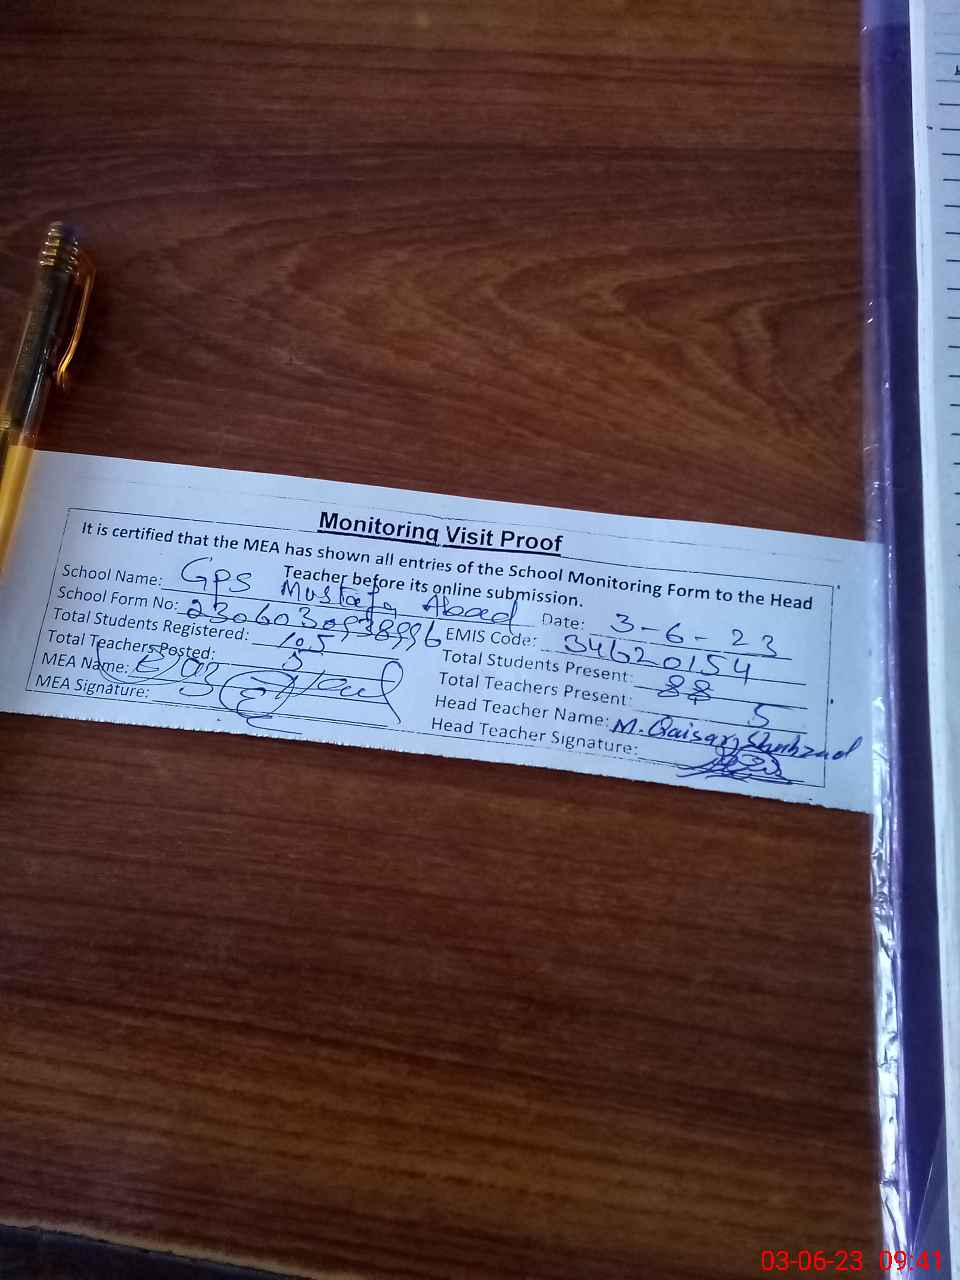 Monitoring Visit Proof
It is certified that the MEA has shown all entries of the School Monitoring Form to the Head
Teacher before its online submission.
School Name: GPS Mustafa Abad Date: 3-6-23
School Form No: 2306030938996 EMIS Code: 34620154
Total Students Registered: 105 Total Students Present: 88
Total Teachers Posted: 5 Total Teachers Present: 5
MEA Name: Head Teacher Name: M. Qaisar Shahzad
MEA Signature: Head Teacher Signature:
03-06-23 09:41